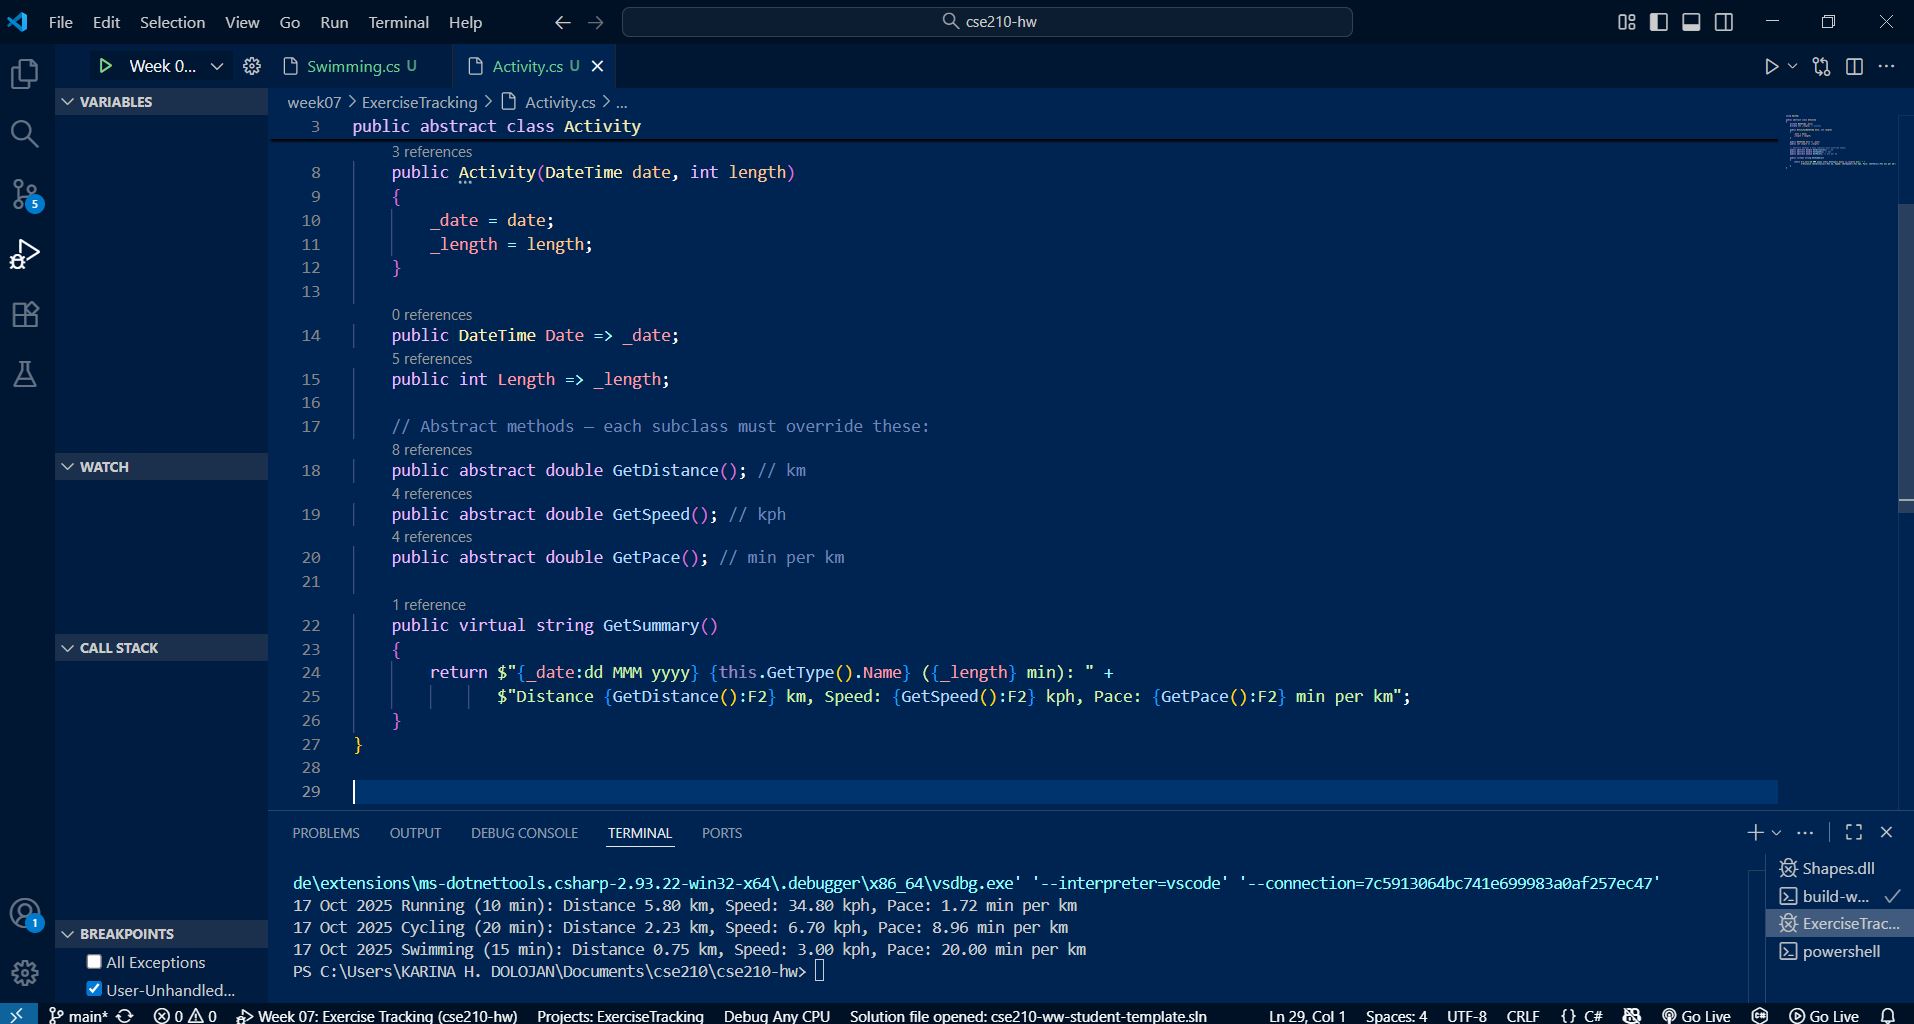 File Edit Selection View Go Run Terminal Help
cse210-hw
Week 0...
Swimming.cs U
Activity.cs U
VARIABLES
WATCH
CALL STACK
BREAKPOINTS
All Exceptions
User-Unhandled...
5
1
week07 > ExerciseTracking > Activity.cs > ...
3 public abstract class Activity
3 references
8 public Activity(DateTime date, int length)
9 {
10 _date = date;
11 _length = length;
12 }
13
0 references
14 public DateTime Date => _date;
5 references
15 public int Length => _length;
16
17 // Abstract methods — each subclass must override these:
8 references
18 public abstract double GetDistance(); // km
4 references
19 public abstract double GetSpeed(); // kph
4 references
20 public abstract double GetPace(); // min per km
21
1 reference
22 public virtual string GetSummary()
23 {
24 return $"{_date:dd MMM yyyy} {this.GetType().Name} ({_length} min): " +
25 $"Distance {GetDistance():F2} km, Speed: {GetSpeed():F2} kph, Pace: {GetPace():F2} min per km";
26 }
27 }
28
29
PROBLEMS OUTPUT DEBUG CONSOLE TERMINAL PORTS
de\extensions\ms-dotnettools.csharp-2.93.22-win32-x64\.debugger\x86_64\vsdbg.exe' '--interpreter=vscode' '--connection=7c5913064bc741e699983a0af257ec47'
17 Oct 2025 Running (10 min): Distance 5.80 km, Speed: 34.80 kph, Pace: 1.72 min per km
17 Oct 2025 Cycling (20 min): Distance 2.23 km, Speed: 6.70 kph, Pace: 8.96 min per km
17 Oct 2025 Swimming (15 min): Distance 0.75 km, Speed: 3.00 kph, Pace: 20.00 min per km
PS C:\Users\KARINA H. DOLOJAN\Documents\cse210\cse210-hw>
Shapes.dll
build-w...
ExerciseTrac...
powershell
main* 0 0 Week 07: Exercise Tracking (cse210-hw) Projects: ExerciseTracking Debug Any CPU Solution file opened: cse210-ww-student-template.sln Ln 29, Col 1 Spaces: 4 UTF-8 CRLF {} C# Go Live Go Live